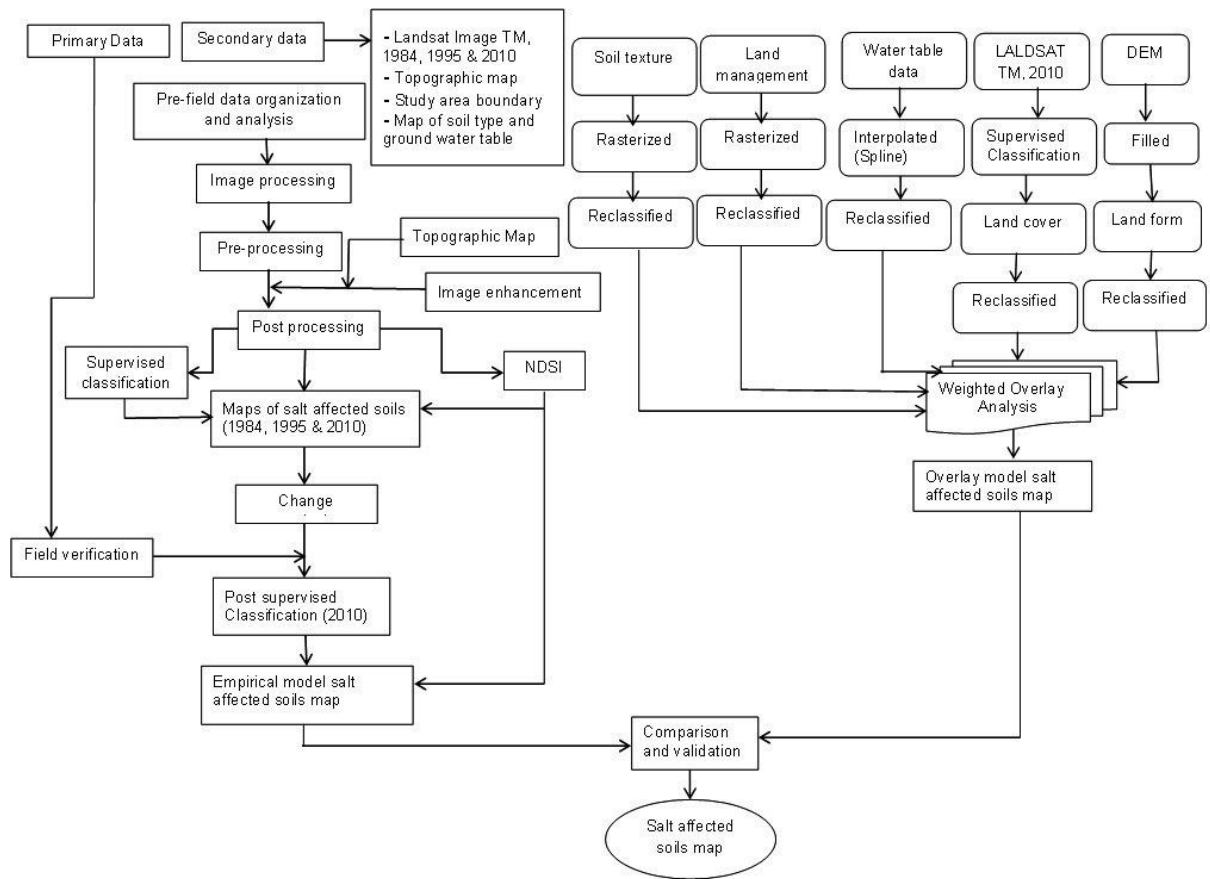 Primary Data
Secondary data
- Landsat Image TM,
1984, 1995 & 2010
- Topographic map
- Study area boundary
- Map of soil type and
ground water table
Pre-field data organization
and analysis
Image processing
Pre-processing
Topographic Map
Image enhancement
Post processing
Supervised
classification
NDSI
Maps of salt affected soils
(1984, 1995 & 2010)
Change
Field verification
Post supervised
Classification (2010)
Empirical model salt
affected soils map
Soil texture
Land
management
Water table
data
LALDSAT
TM, 2010
DEM
Rasterized
Rasterized
Interpolated
(Spline)
Supervised
Classification
Filled
Reclassified
Reclassified
Reclassified
Land cover
Land form
Reclassified
Reclassified
Weighted Overlay
Analysis
Overlay model salt
affected soils map
Comparison
and validation
Salt affected
soils map